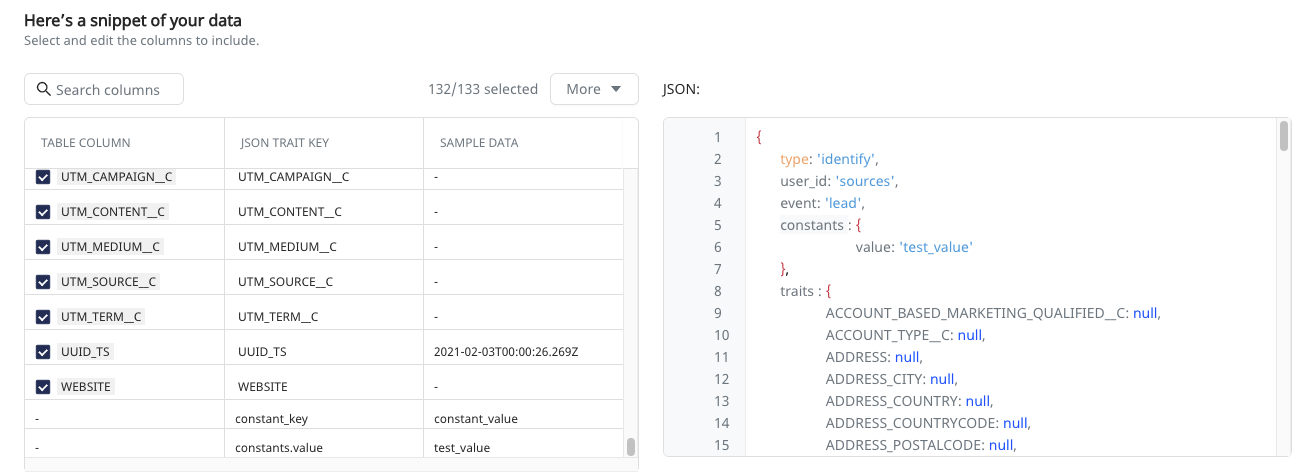 Here's a snippet of your data
Select and edit the columns to include.
Search columns
132/133 selected
More
JSON:
TABLE COLUMN JSON TRAIT KEY SAMPLE DATA
UTM_CAMPAIGN__C UTM_CAMPAIGN__C -
UTM_CONTENT__C UTM_CONTENT__C -
UTM_MEDIUM__C UTM_MEDIUM__C -
UTM_SOURCE__C UTM_SOURCE__C -
UTM_TERM__C UTM_TERM__C -
UUID_TS UUID_TS 2021-02-03T00:00:26.269Z
WEBSITE WEBSITE -
- constant_key constant_value
- constants.value test_value
1 {
2 type: 'identify',
3 user_id: 'sources',
4 event: 'lead',
5 constants : {
6 value: 'test_value'
7 },
8 traits : {
9 ACCOUNT_BASED_MARKETING_QUALIFIED__C: null,
10 ACCOUNT_TYPE__C: null,
11 ADDRESS: null,
12 ADDRESS_CITY: null,
13 ADDRESS_COUNTRY: null,
14 ADDRESS_COUNTRYCODE: null,
15 ADDRESS_POSTALCODE: null,